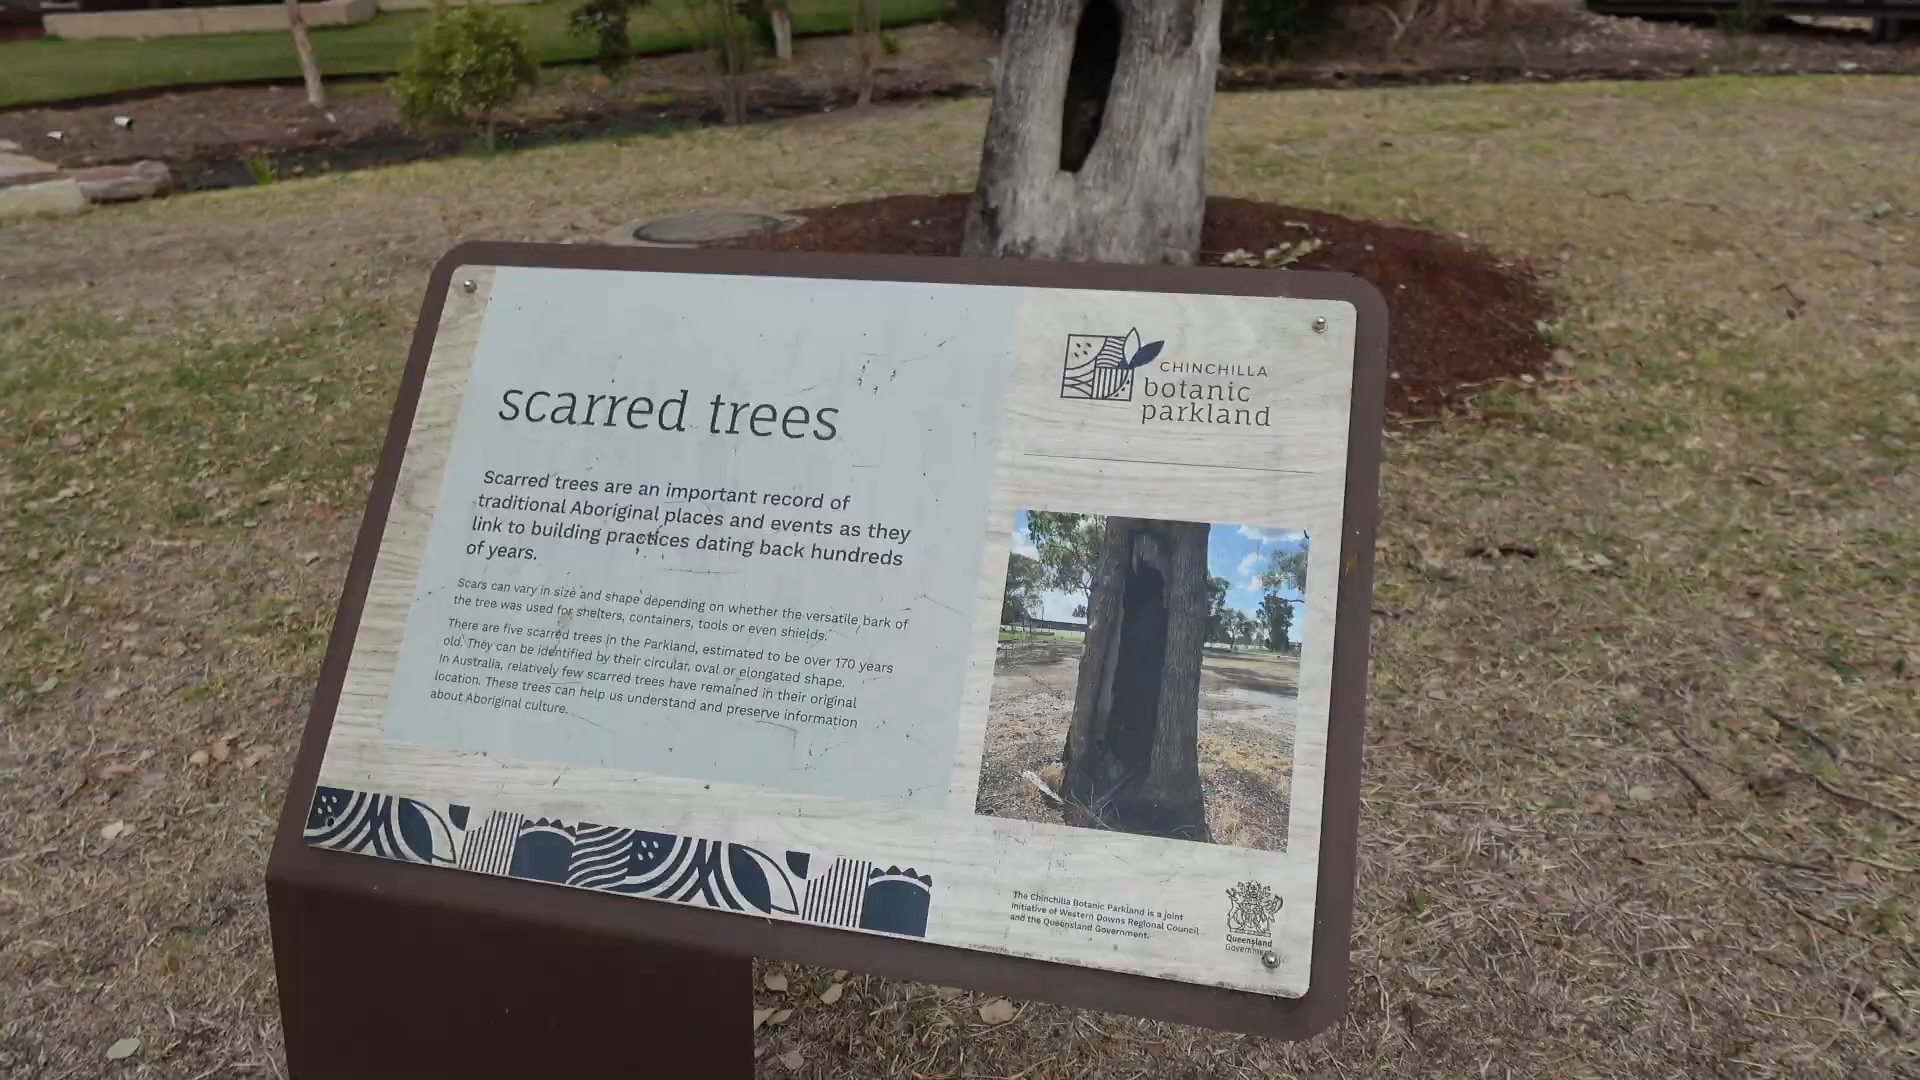 scarred trees
Scarred trees are an important record of
traditional Aboriginal places and events as they
link to building practices dating back hundreds
of years.
Scars can vary in size and shape depending on whether the versatile bark of
the tree was used for shelters, containers, tools or even shields.
There are five scarred trees in the Parkland, estimated to be over 170 years
old. They can be identified by their circular, oval or elongated shape.
In Australia, relatively few scarred trees have remained in their original
location. These trees can help us understand and preserve information
about Aboriginal culture.
CHINCHILLA
botanic
parkland
The Chinchilla Botanic Parkland is a joint
initiative of Western Downs Regional Council
and the Queensland Government.
Queensland
Government